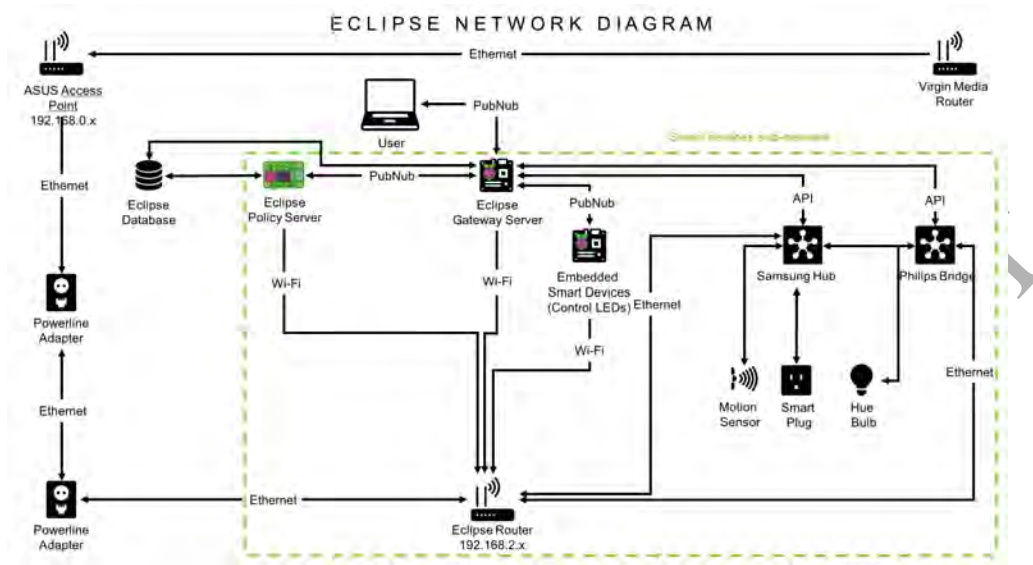 ECLIPSE NETWORK DIAGRAM
Ethernet
ASUS Access
Point
192.168.0.x
Virgin Media
Router
PubNub
User
Ethernet
Eclipse
Database
Eclipse
Policy Server
PubNub
Eclipse
Gateway Server
PubNub
API
API
Embedded
Smart Devices
(Control LEDs)
Samsung Hub
Philips Bridge
Wi-Fi
Wi-Fi
Ethernet
Powerline
Adapter
Wi-Fi
Ethernet
Motion
Sensor
Smart
Plug
Hue
Bulb
Ethernet
Ethernet
Powerline
Adapter
Eclipse Router
192.168.2.x